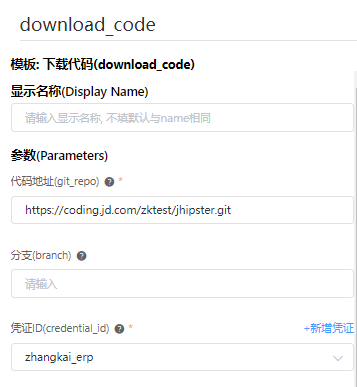 download_code
模板: 下载代码(download_code)
显示名称(Display Name)
请输入显示名称, 不填默认与name相同
参数(Parameters)
代码地址(git_repo) ? *
https://coding.jd.com/zktest/jhipster.git
分支(branch) ?
请输入
凭证ID(credential_id) ? * +新增凭证
zhangkai_erp